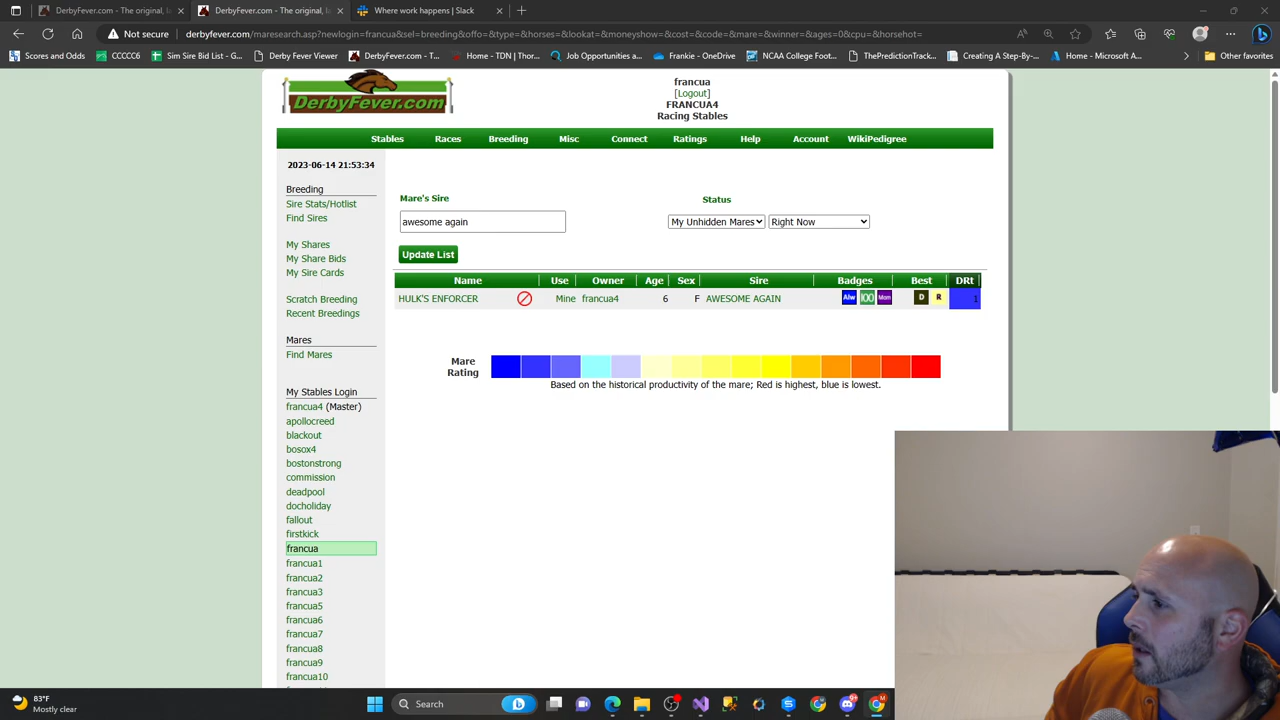 DerbyFever.com - The original, l
DerbyFever.com - The original, l
Where work happens | Slack
Not secure
derbyfever.com/maresearch.asp?newlogin=francua&sel=breeding&offo=&type=&horses=&lookat=&moneyshow=&cost=&code=&mare=&winner=&ages=0&cpu=&horsehot=
Scores and Odds
CCCCC6
Sim Sire Bid List - G...
Derby Fever Viewer
DerbyFever.com - T...
Home - TDN | Thor...
Job Opportunities a...
Frankie - OneDrive
NCAA College Foot...
ThePredictionTrack...
Creating A Step-By-...
Home - Microsoft A...
Other favorites
DerbyFever.com
francua
[Logout]
FRANCUA4
Racing Stables
Stables Races Breeding Misc Connect Ratings Help Account WikiPedigree
2023-06-14 21:53:34
Breeding
Sire Stats/Hotlist
Find Sires
My Shares
My Share Bids
My Sire Cards
Scratch Breeding
Recent Breedings
Mares
Find Mares
My Stables Login
francua4 (Master)
apollocreed
blackout
bosox4
bostonstrong
commission
deadpool
docholiday
fallout
firstkick
francua
francua1
francua2
francua3
francua5
francua6
francua7
francua8
francua9
francua10
Mare's Sire
Status
awesome again
My Unhidden Mares
Right Now
Update List
Name Use Owner Age Sex Sire Badges Best DRt
HULK'S ENFORCER Mine francua4 6 F AWESOME AGAIN Alw 100 Mom D R 1
Mare
Rating
Based on the historical productivity of the mare; Red is highest, blue is lowest.
83°F
Mostly clear
Search